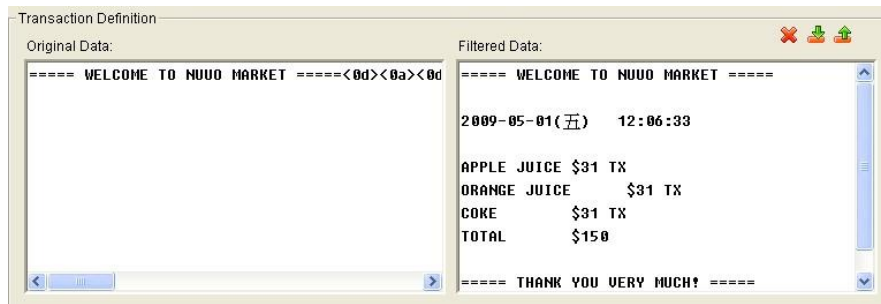 Transaction Definition
Original Data:
===== WELCOME TO NUUO MARKET =====<0d><0a><0d
Filtered Data:
===== WELCOME TO NUUO MARKET =====
2009-05-01(五)   12:06:33
APPLE JUICE $31 TX
ORANGE JUICE      $31 TX
COKE        $31 TX
TOTAL       $150
===== THANK YOU VERY MUCH! =====